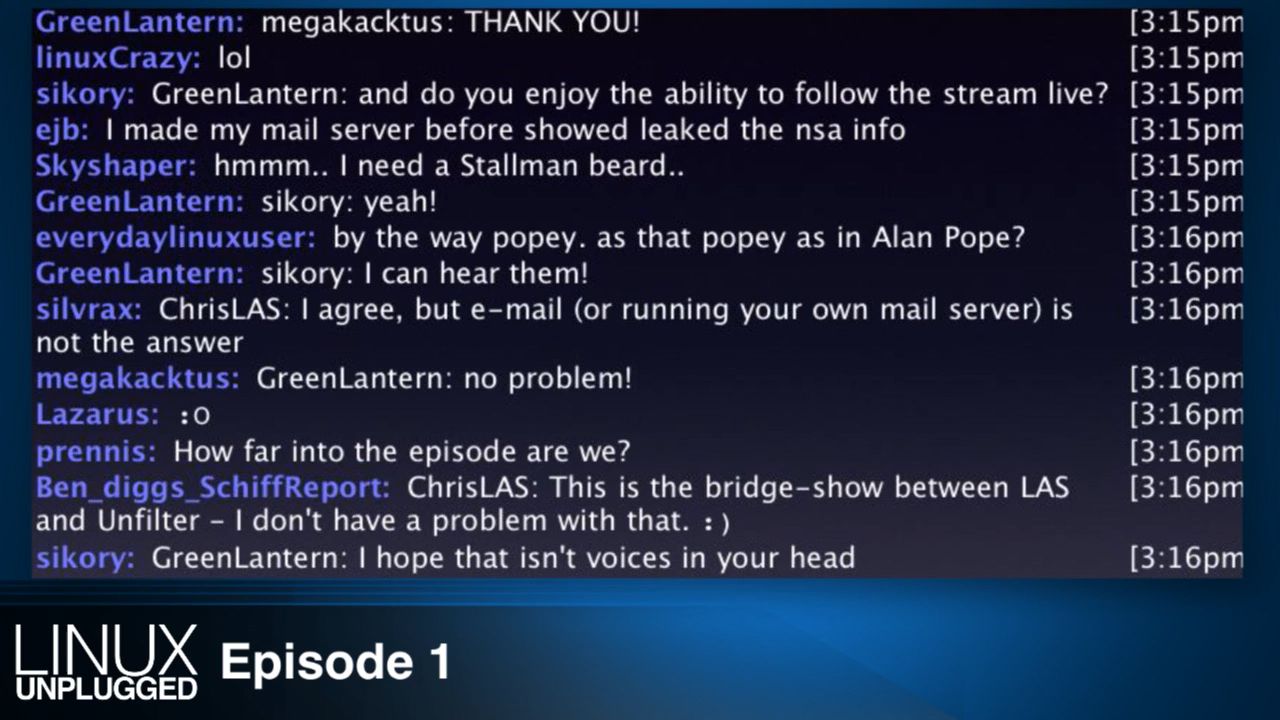 GreenLantern: megakacktus: THANK YOU! [3:15pm
linuxCrazy: lol [3:15pm
sikory: GreenLantern: and do you enjoy the ability to follow the stream live? [3:15pm
ejb: I made my mail server before showed leaked the nsa info [3:15pm
Skyshaper: hmmm.. I need a Stallman beard.. [3:15pm
GreenLantern: sikory: yeah! [3:15pm
everydaylinuxuser: by the way popey. as that popey as in Alan Pope? [3:16pm
GreenLantern: sikory: I can hear them! [3:16pm
silvrax: ChrisLAS: I agree, but e-mail (or running your own mail server) is [3:16pm
not the answer
megakacktus: GreenLantern: no problem! [3:16pm
Lazarus: :O [3:16pm
prennis: How far into the episode are we? [3:16pm
Ben_diggs_SchiffReport: ChrisLAS: This is the bridge-show between LAS [3:16pm
and Unfilter - I don't have a problem with that. :)
sikory: GreenLantern: I hope that isn't voices in your head [3:16pm
LINUX
UNPLUGGED
Episode 1